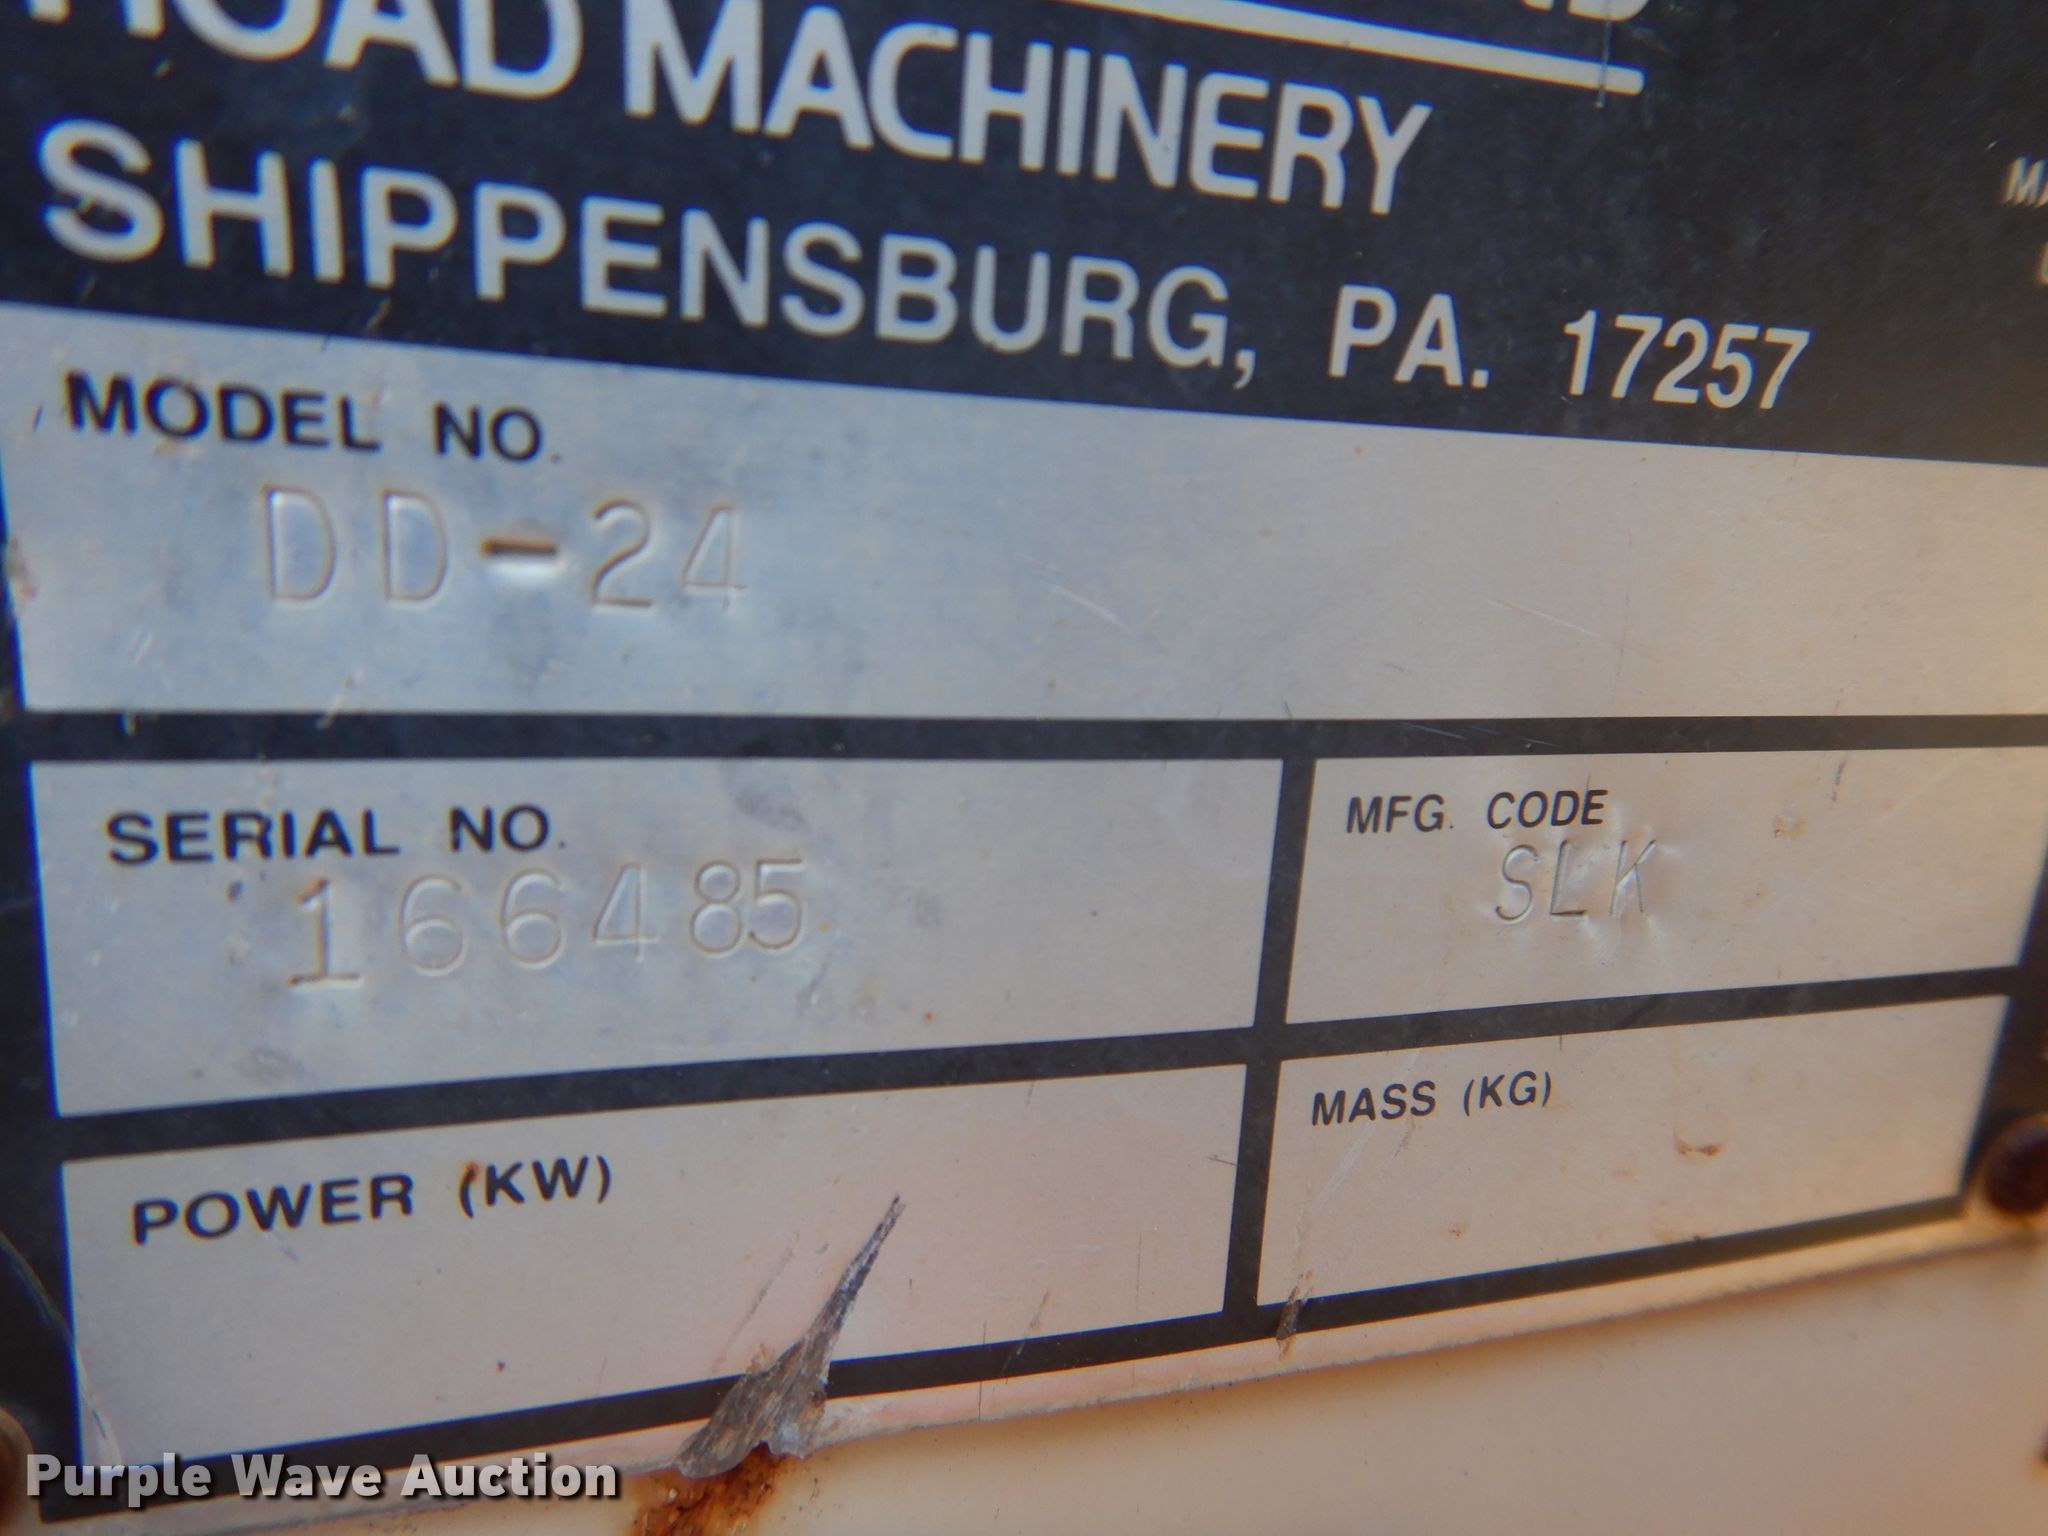 ROAD MACHINERY
SHIPPENSBURG, PA. 17257
MODEL NO.
DD-24
SERIAL NO.
166485
MFG. CODE
SLK
POWER (KW)
MASS (KG)
Purple Wave Auction